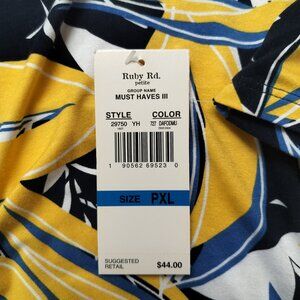 Ruby Rd.
petite
GROUP NAME
MUST HAVES III
STYLE COLOR
29750 YH 727 DAFODMU
1 90562 69523 0
SIZE PXL
SUGGESTED
RETAIL $44.00